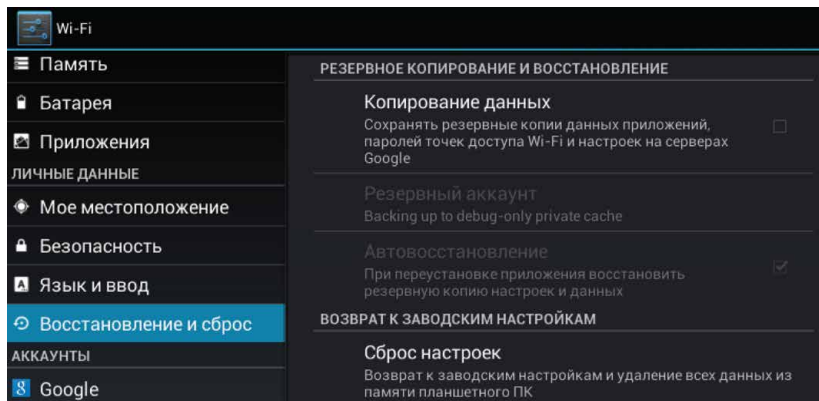 Wi-Fi
Память
Батарея
Приложения
ЛИЧНЫЕ ДАННЫЕ
Мое местоположение
Безопасность
Язык и ввод
Восстановление и сброс
АККАУНТЫ
Google
РЕЗЕРВНОЕ КОПИРОВАНИЕ И ВОССТАНОВЛЕНИЕ
Копирование данных
Сохранять резервные копии данных приложений,
паролей точек доступа Wi-Fi и настроек на серверах
Google
Резервный аккаунт
Backing up to debug-only private cache
Автовосстановление
При переустановке приложения восстановить
резервную копию настроек и данных
ВОЗВРАТ К ЗАВОДСКИМ НАСТРОЙКАМ
Сброс настроек
Возврат к заводским настройкам и удаление всех данных из
памяти планшетного ПК